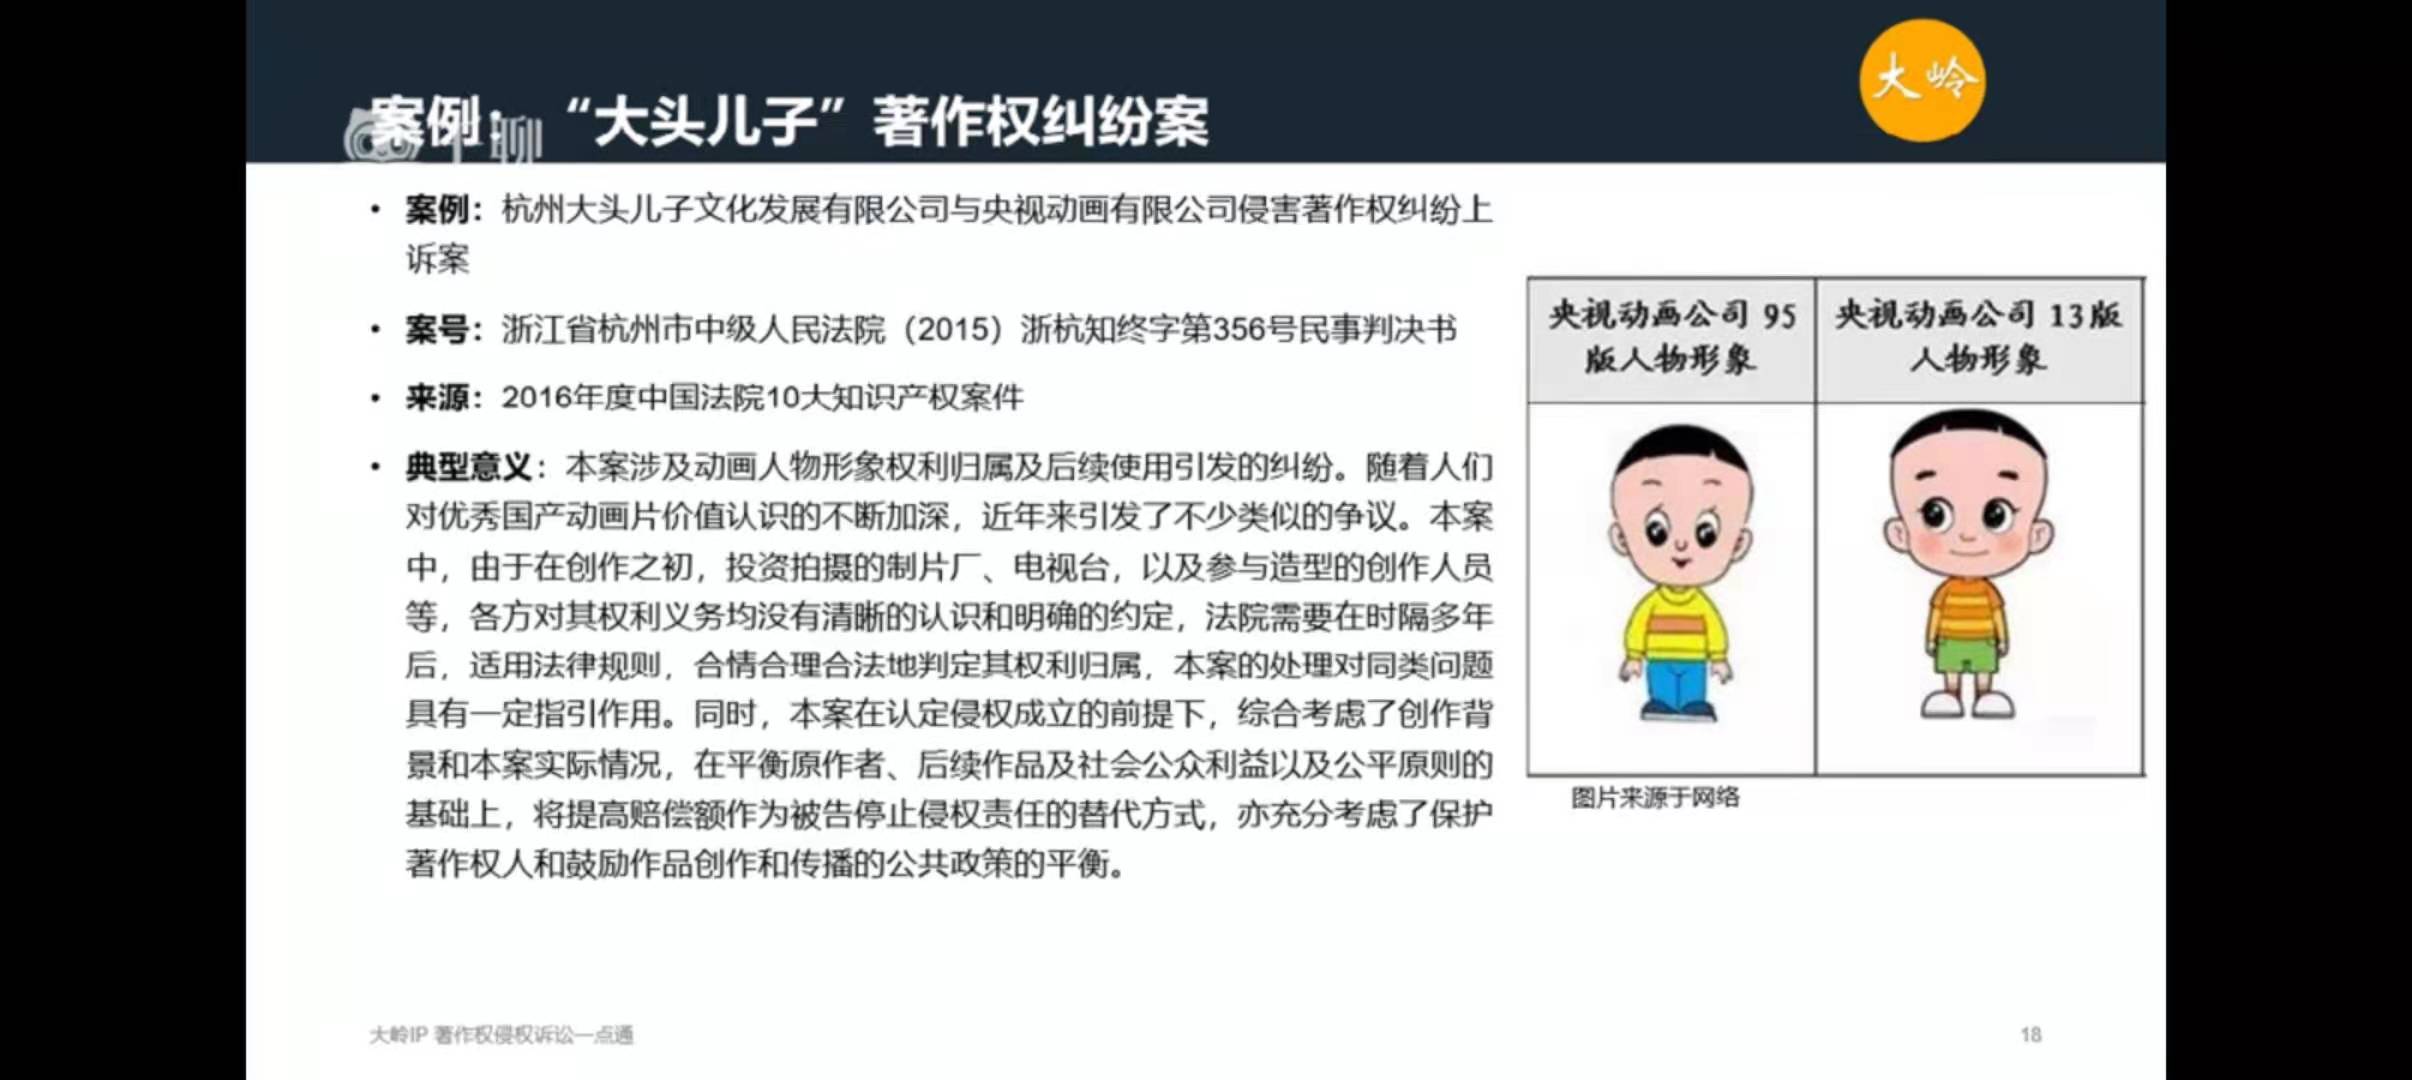 大岭
案例：“大头儿子”著作权纠纷案
• 案例：杭州大头儿子文化发展有限公司与央视动画有限公司侵害著作权纠纷上
诉案
• 案号：浙江省杭州市中级人民法院（2015）浙杭知终字第356号民事判决书
• 来源：2016年度中国法院10大知识产权案件
• 典型意义：本案涉及动画人物形象权利归属及后续使用引发的纠纷。随着人们
对优秀国产动画片价值认识的不断加深，近年来引发了不少类似的争议。本案
中，由于在创作之初，投资拍摄的制片厂、电视台，以及参与造型的创作人员
等，各方对其权利义务均没有清晰的认识和明确的约定，法院需要在时隔多年
后，适用法律规则，合情合理合法地判定其权利归属，本案的处理对同类问题
具有一定指引作用。同时，本案在认定侵权成立的前提下，综合考虑了创作背
景和本案实际情况，在平衡原作者、后续作品及社会公众利益以及公平原则的
基础上，将提高赔偿额作为被告停止侵权责任的替代方式，亦充分考虑了保护
著作权人和鼓励作品创作和传播的公共政策的平衡。
央视动画公司 95
版人物形象
央视动画公司 13版
人物形象
图片来源于网络
大岭IP 著作权侵权诉讼一点通
18